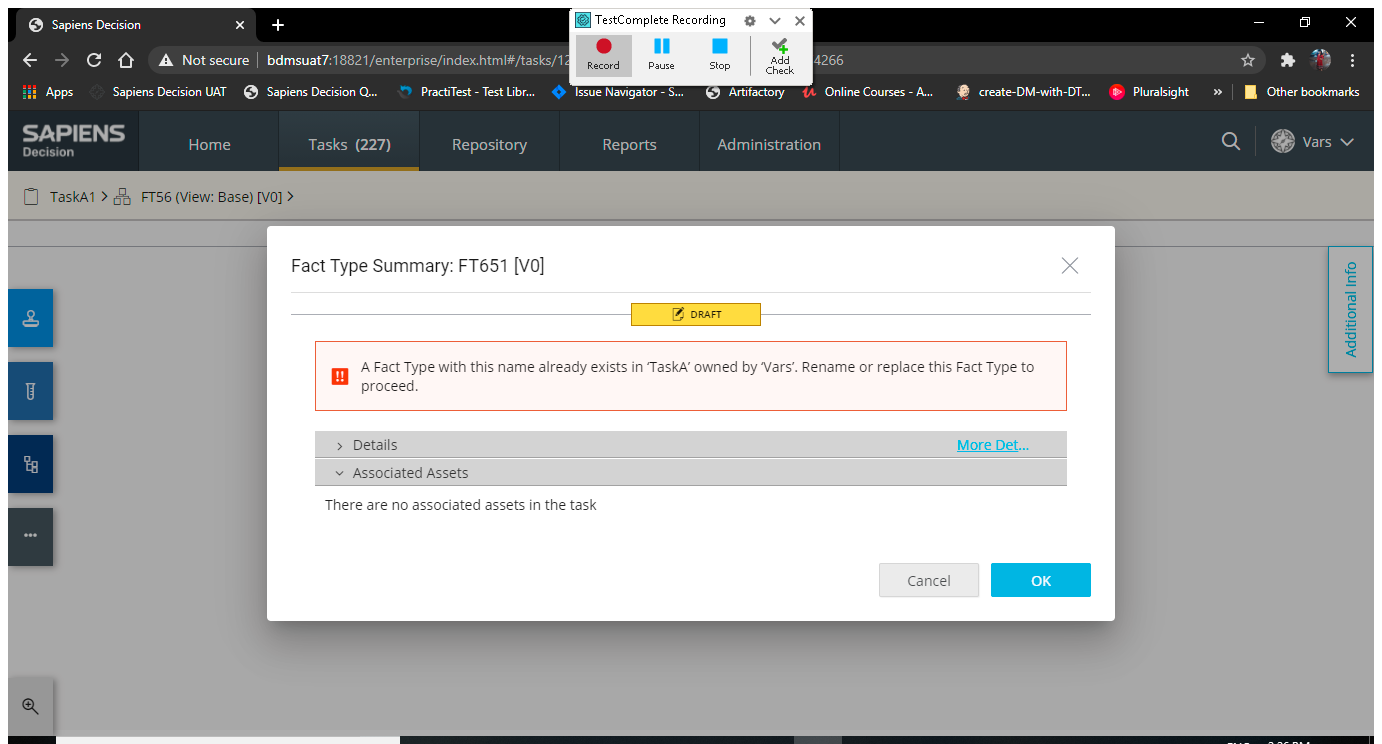 Sapiens Decision
TestComplete Recording
Record
Pause
Stop
Add
Check
Not secure
bdmsuat7:18821/enterprise/index.html#/tasks/12
4266
Apps
Sapiens Decision UAT
Sapiens Decision Q...
PractiTest - Test Libr...
Issue Navigator - S...
Artifactory
Online Courses - A...
create-DM-with-DT...
Pluralsight
»
Other bookmarks
SAPIENS
Decision
Home
Tasks (227)
Repository
Reports
Administration
Vars
TaskA1 > FT56 (View: Base) [V0] >
Additional Info
Fact Type Summary: FT651 [V0]
DRAFT
A Fact Type with this name already exists in ‘TaskA’ owned by ‘Vars’. Rename or replace this Fact Type to
proceed.
Details
More Det...
Associated Assets
There are no associated assets in the task
Cancel
OK